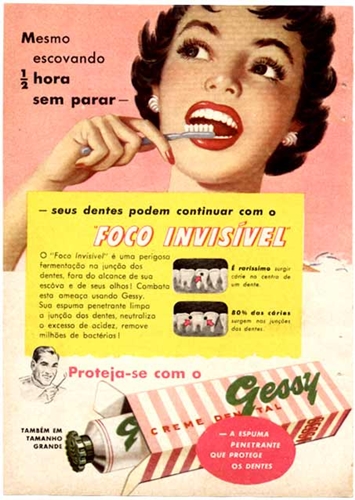 Mesmo
escovando
1/2 hora
sem parar —
— seus dentes podem continuar com o
"FOCO INVISÍVEL"
O "Foco Invisível" é uma perigosa
fermentação na junção dos
dentes, fora do alcance de sua
escôva e de seus olhos! Combata
esta ameaça usando Gessy.
Sua espuma penetrante limpa
a junção dos dentes, neutraliza
o excesso de acidez, remove
milhões de bactérias!
É raríssimo surgir
cárie no centro de
um dente.
80% das cáries
surgem nas junções
dos dentes.
Proteja-se com o
Gessy
CREME DENTAL
TAMBÉM EM
TAMANHO
GRANDE
— A ESPUMA
PENETRANTE
QUE PROTEGE
OS DENTES